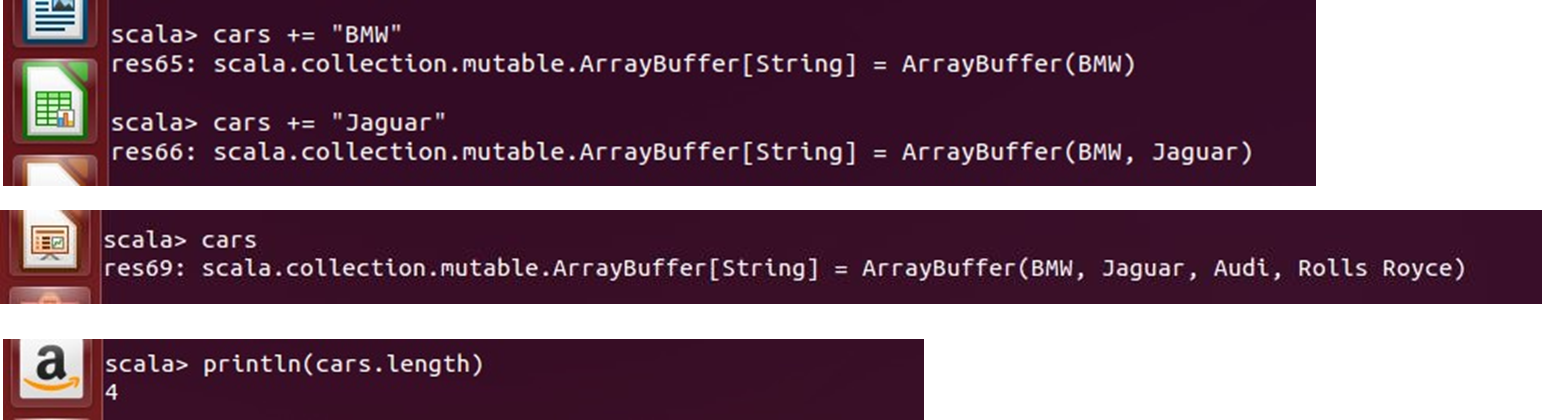 scala> cars += "BMW"
res65: scala.collection.mutable.ArrayBuffer[String] = ArrayBuffer(BMW)
scala> cars += "Jaguar"
res66: scala.collection.mutable.ArrayBuffer[String] = ArrayBuffer(BMW, Jaguar)
scala> cars
res69: scala.collection.mutable.ArrayBuffer[String] = ArrayBuffer(BMW, Jaguar, Audi, Rolls Royce)
a
scala> println(cars.length)
4